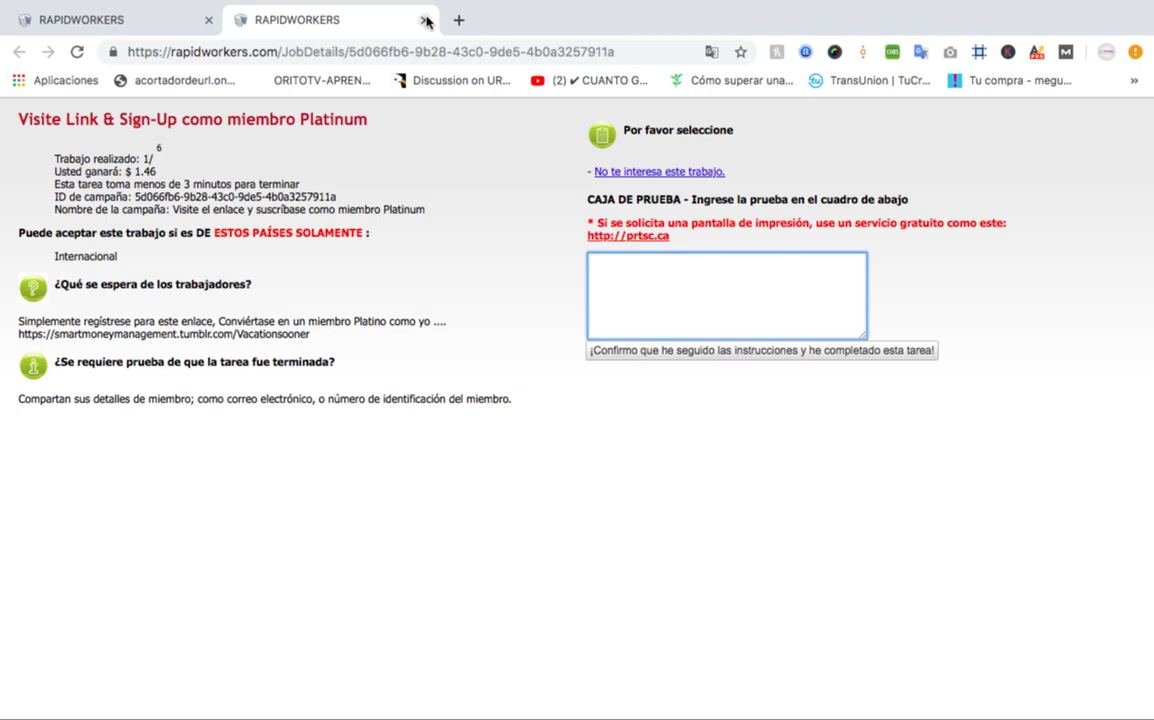 RAPIDWORKERS
RAPIDWORKERS
https://rapidworkers.com/JobDetails/5d066fb6-9b28-43c0-9de5-4b0a3257911a
Aplicaciones
acortadordeurl.on...
ORITOTV-APREN...
Discussion on UR...
(2) ✔ CUANTO G...
Cómo superar una...
TransUnion | TuCr...
Tu compra - megu...
»
Visite Link & Sign-Up como miembro Platinum
Trabajo realizado: 1/6
Usted ganará: $ 1.46
Esta tarea toma menos de 3 minutos para terminar
ID de campaña: 5d066fb6-9b28-43c0-9de5-4b0a3257911a
Nombre de la campaña: Visite el enlace y suscríbase como miembro Platinum
Puede aceptar este trabajo si es DE ESTOS PAÍSES SOLAMENTE :
Internacional
¿Qué se espera de los trabajadores?
Simplemente regístrese para este enlace, Conviértase en un miembro Platino como yo ....
https://smartmoneymanagement.tumblr.com/Vacationsooner
¿Se requiere prueba de que la tarea fue terminada?
Compartan sus detalles de miembro; como correo electrónico, o número de identificación del miembro.
Por favor seleccione
- No te interesa este trabajo.
CAJA DE PRUEBA - Ingrese la prueba en el cuadro de abajo
* Si se solicita una pantalla de impresión, use un servicio gratuito como este:
http://prtsc.ca
¡Confirmo que he seguido las instrucciones y he completado esta tarea!